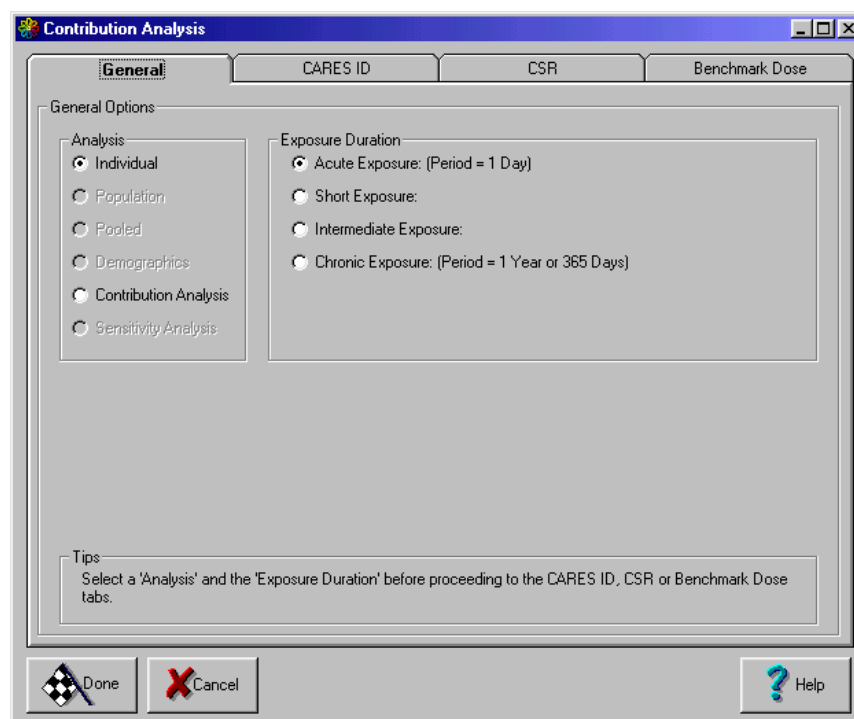 Contribution Analysis
General
CARES ID
CSR
Benchmark Dose
General Options
Analysis
Individual
Population
Pooled
Demographics
Contribution Analysis
Sensitivity Analysis
Exposure Duration
Acute Exposure: (Period = 1 Day)
Short Exposure:
Intermediate Exposure:
Chronic Exposure: (Period = 1 Year or 365 Days)
Tips
Select a 'Analysis' and the 'Exposure Duration' before proceeding to the CARES ID, CSR or Benchmark Dose
tabs.
Done
Cancel
Help